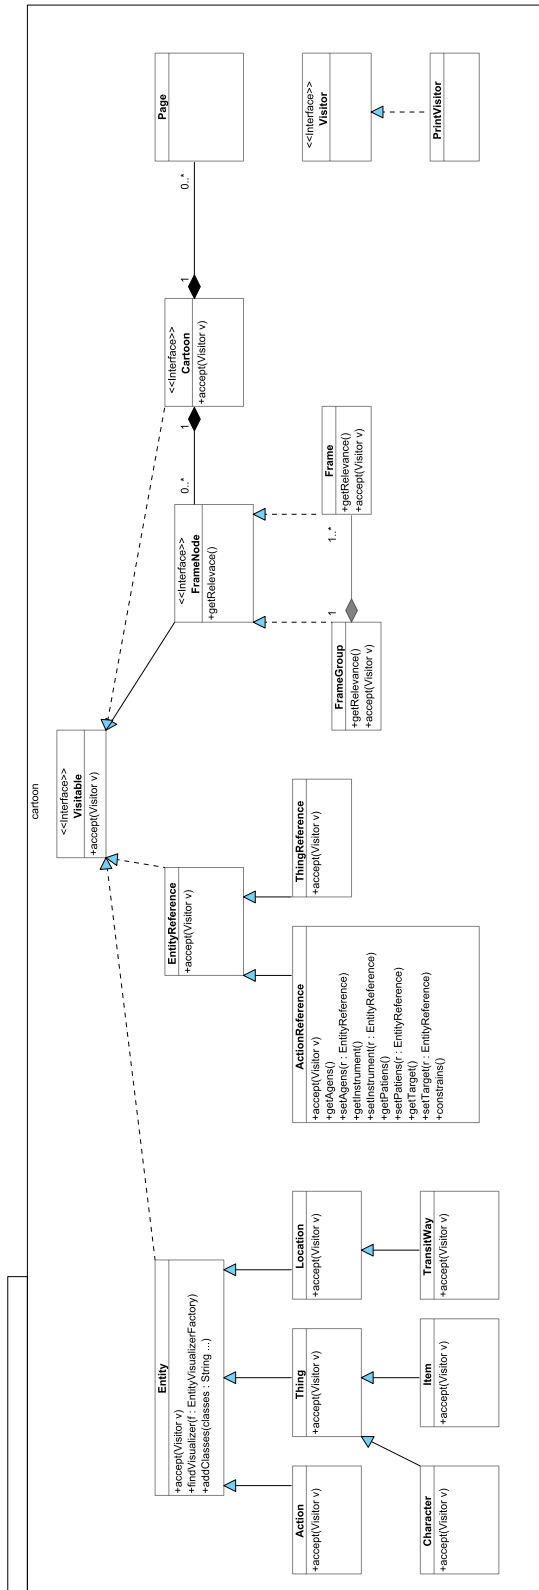 cartoon
<<Interface>>
Visitable
+accept(Visitor v)
Entity
+accept(Visitor v)
+findVisualizer(f : EntityVisualizerFactory)
+addClasses(classes : String ...)
EntityReference
+accept(Visitor v)
<<Interface>>
FrameNode
+getRelevace()
0..*
1
<<Interface>>
Cartoon
+accept(Visitor v)
1
0..*
Page
Action
+accept(Visitor v)
Thing
+accept(Visitor v)
Location
+accept(Visitor v)
ActionReference
+accept(Visitor v)
+getAgens()
+setAgens(r : EntityReference)
+getInstrument()
+setInstrument(r : EntityReference)
+getPatiens()
+setPatiens(r : EntityReference)
+getTarget()
+setTarget(r : EntityReference)
+constrains()
ThingReference
+accept(Visitor v)
FrameGroup
+getRelevance()
+accept(Visitor v)
1
1..*
Frame
+getRelevance()
+accept(Visitor v)
<<Interface>>
Visitor
PrintVisitor
Character
+accept(Visitor v)
Item
+accept(Visitor v)
TransitWay
+accept(Visitor v)